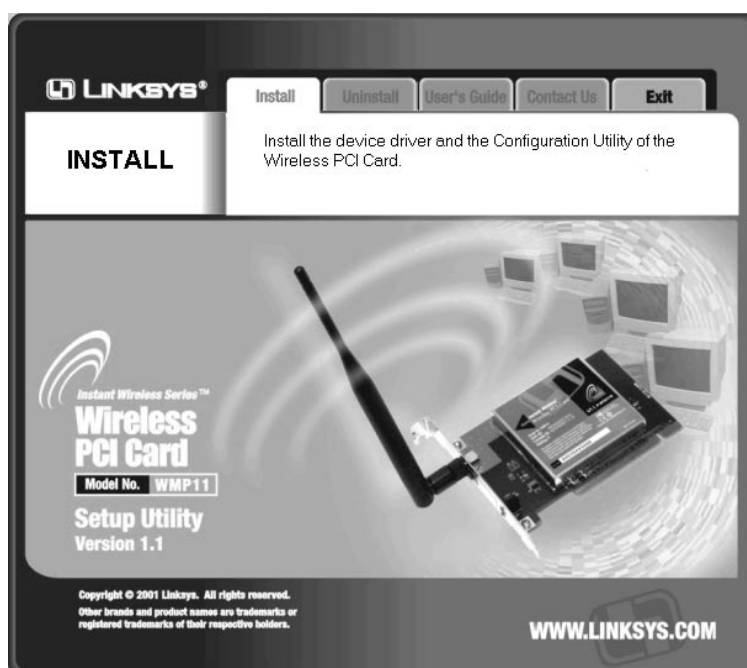 LINKSYS®
Install
Uninstall
User's Guide
Contact Us
Exit
INSTALL
Install the device driver and the Configuration Utility of the
Wireless PCI Card.
Instant Wireless Series™
Wireless
PCI Card
Model No. WMP11
Setup Utility
Version 1.1
Copyright © 2001 Linksys. All rights reserved.
Other brands and product names are trademarks or
registered trademarks of their respective holders.
WWW.LINKSYS.COM